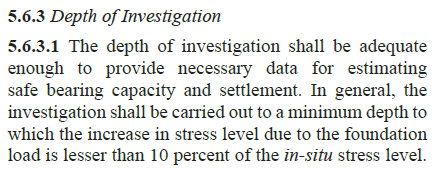 5.6.3 Depth of Investigation
5.6.3.1 The depth of investigation shall be adequate
enough to provide necessary data for estimating
safe bearing capacity and settlement. In general, the
investigation shall be carried out to a minimum depth to
which the increase in stress level due to the foundation
load is lesser than 10 percent of the in-situ stress level.